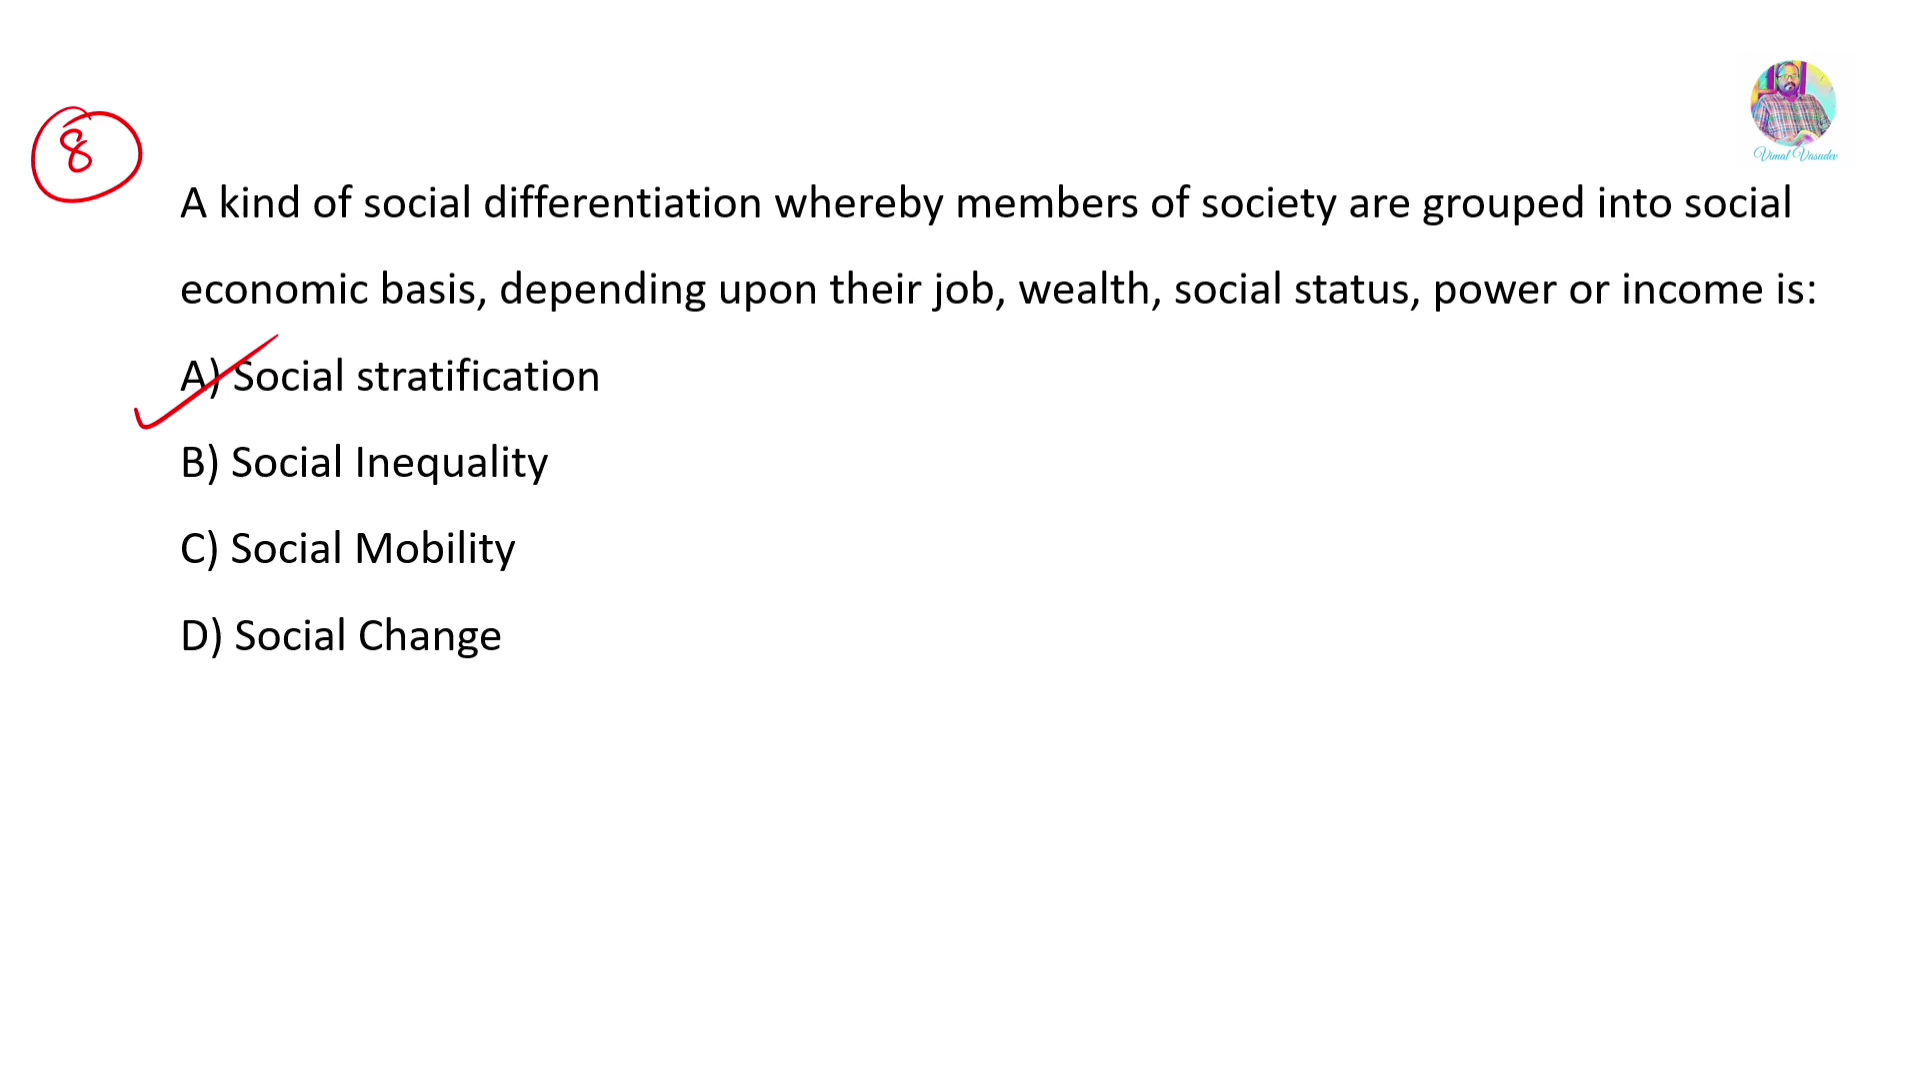 8
Vimal Vasudev
A kind of social differentiation whereby members of society are grouped into social
economic basis, depending upon their job, wealth, social status, power or income is:
A) Social stratification
B) Social Inequality
C) Social Mobility
D) Social Change